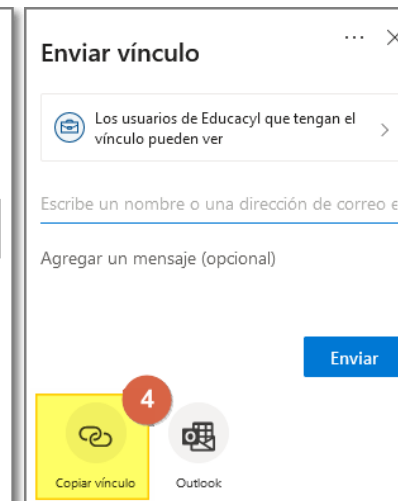 Enviar vínculo
Los usuarios de Educacyl que tengan el
vínculo pueden ver
Escribe un nombre o una dirección de correo e
Agregar un mensaje (opcional)
Enviar
4
Copiar vínculo
Outlook